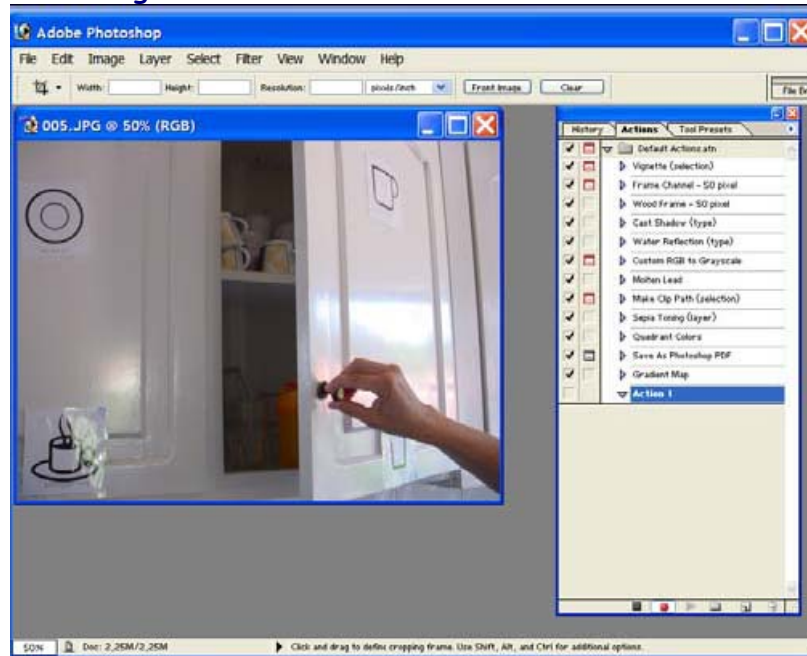 Adobe Photoshop
File Edit Image Layer Select Filter View Window Help
Width: Height: Resolution: pixels/inch Front Image Clear
005.JPG @ 50% (RGB)
History Actions Tool Presets
Default Actions.atn
Vignette (selection)
Frame Channel - 50 pixel
Wood Frame - 50 pixel
Cast Shadow (type)
Water Reflection (type)
Custom RGB to Grayscale
Molten Lead
Make Clip Path (selection)
Sepia Toning (layer)
Quadrant Colors
Save As Photoshop PDF
Gradient Map
Action 1
50% Doc: 2,25M/2,25M Click and drag to define cropping frame. Use Shift, Alt, and Ctrl for additional options.